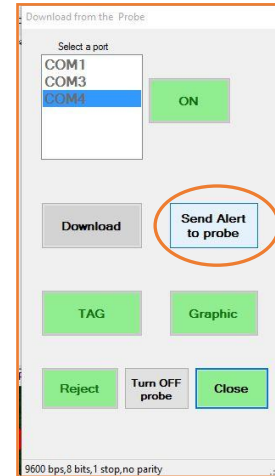 Download from the Probe
Select a port
COM1
COM3
COM4
ON
Download
Send Alert
to probe
TAG
Graphic
Reject
Turn OFF
probe
Close
9600 bps,8 bits,1 stop,no parity